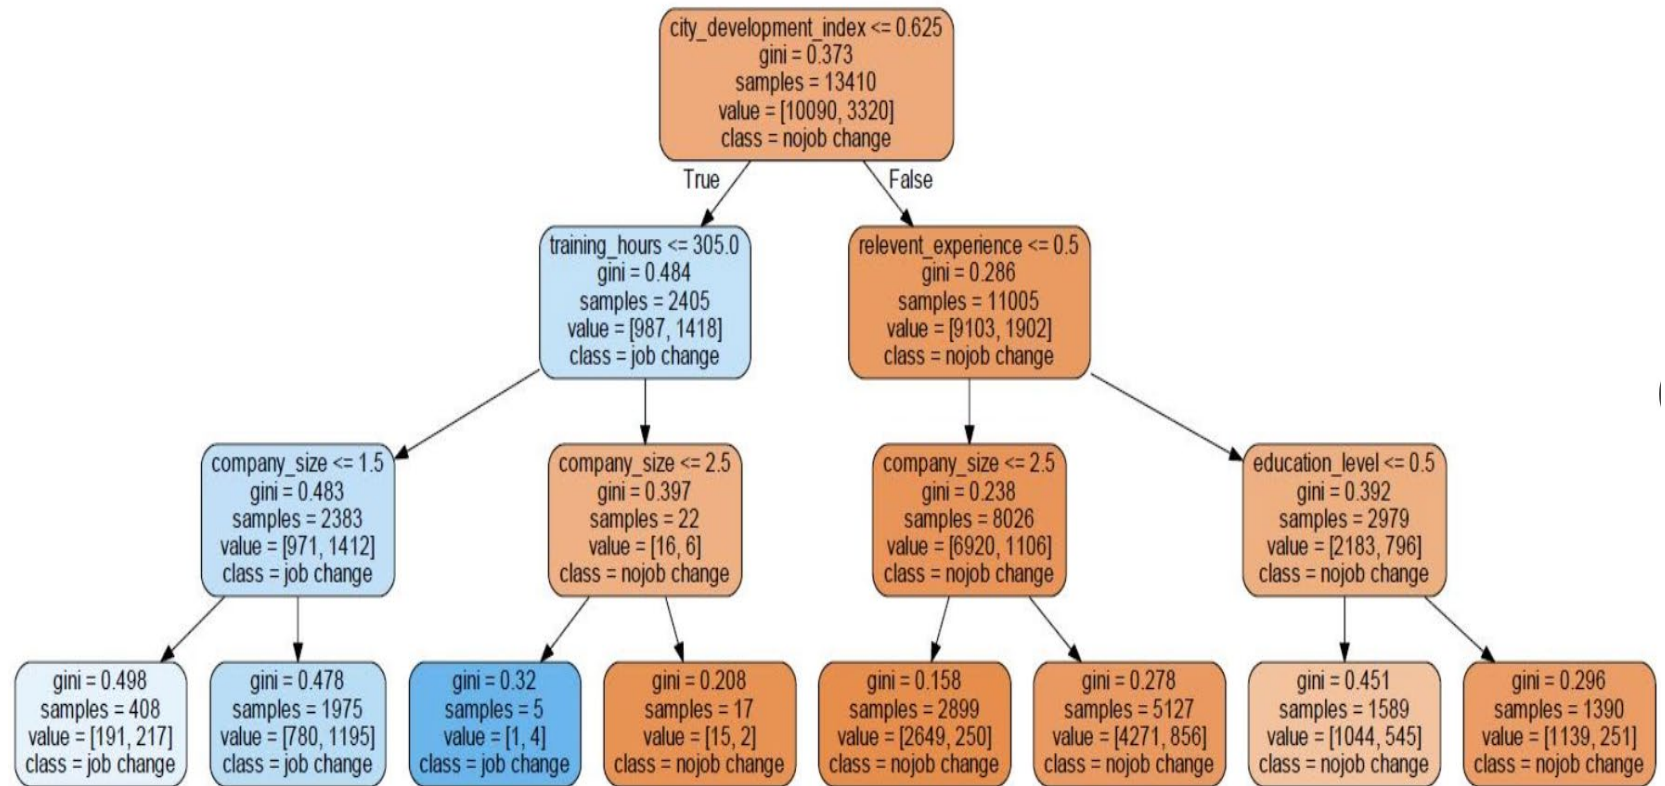 city_development_index <= 0.625
gini = 0.373
samples = 13410
value = [10090, 3320]
class = nojob change
True
False
training_hours <= 305.0
gini = 0.484
samples = 2405
value = [987, 1418]
class = job change
relevent_experience <= 0.5
gini = 0.286
samples = 11005
value = [9103, 1902]
class = nojob change
company_size <= 1.5
gini = 0.483
samples = 2383
value = [971, 1412]
class = job change
company_size <= 2.5
gini = 0.397
samples = 22
value = [16, 6]
class = nojob change
company_size <= 2.5
gini = 0.238
samples = 8026
value = [6920, 1106]
class = nojob change
education_level <= 0.5
gini = 0.392
samples = 2979
value = [2183, 796]
class = nojob change
gini = 0.498
samples = 408
value = [191, 217]
class = job change
gini = 0.478
samples = 1975
value = [780, 1195]
class = job change
gini = 0.32
samples = 5
value = [1, 4]
class = job change
gini = 0.208
samples = 17
value = [15, 2]
class = nojob change
gini = 0.158
samples = 2899
value = [2649, 250]
class = nojob change
gini = 0.278
samples = 5127
value = [4271, 856]
class = nojob change
gini = 0.451
samples = 1589
value = [1044, 545]
class = nojob change
gini = 0.296
samples = 1390
value = [1139, 251]
class = nojob change